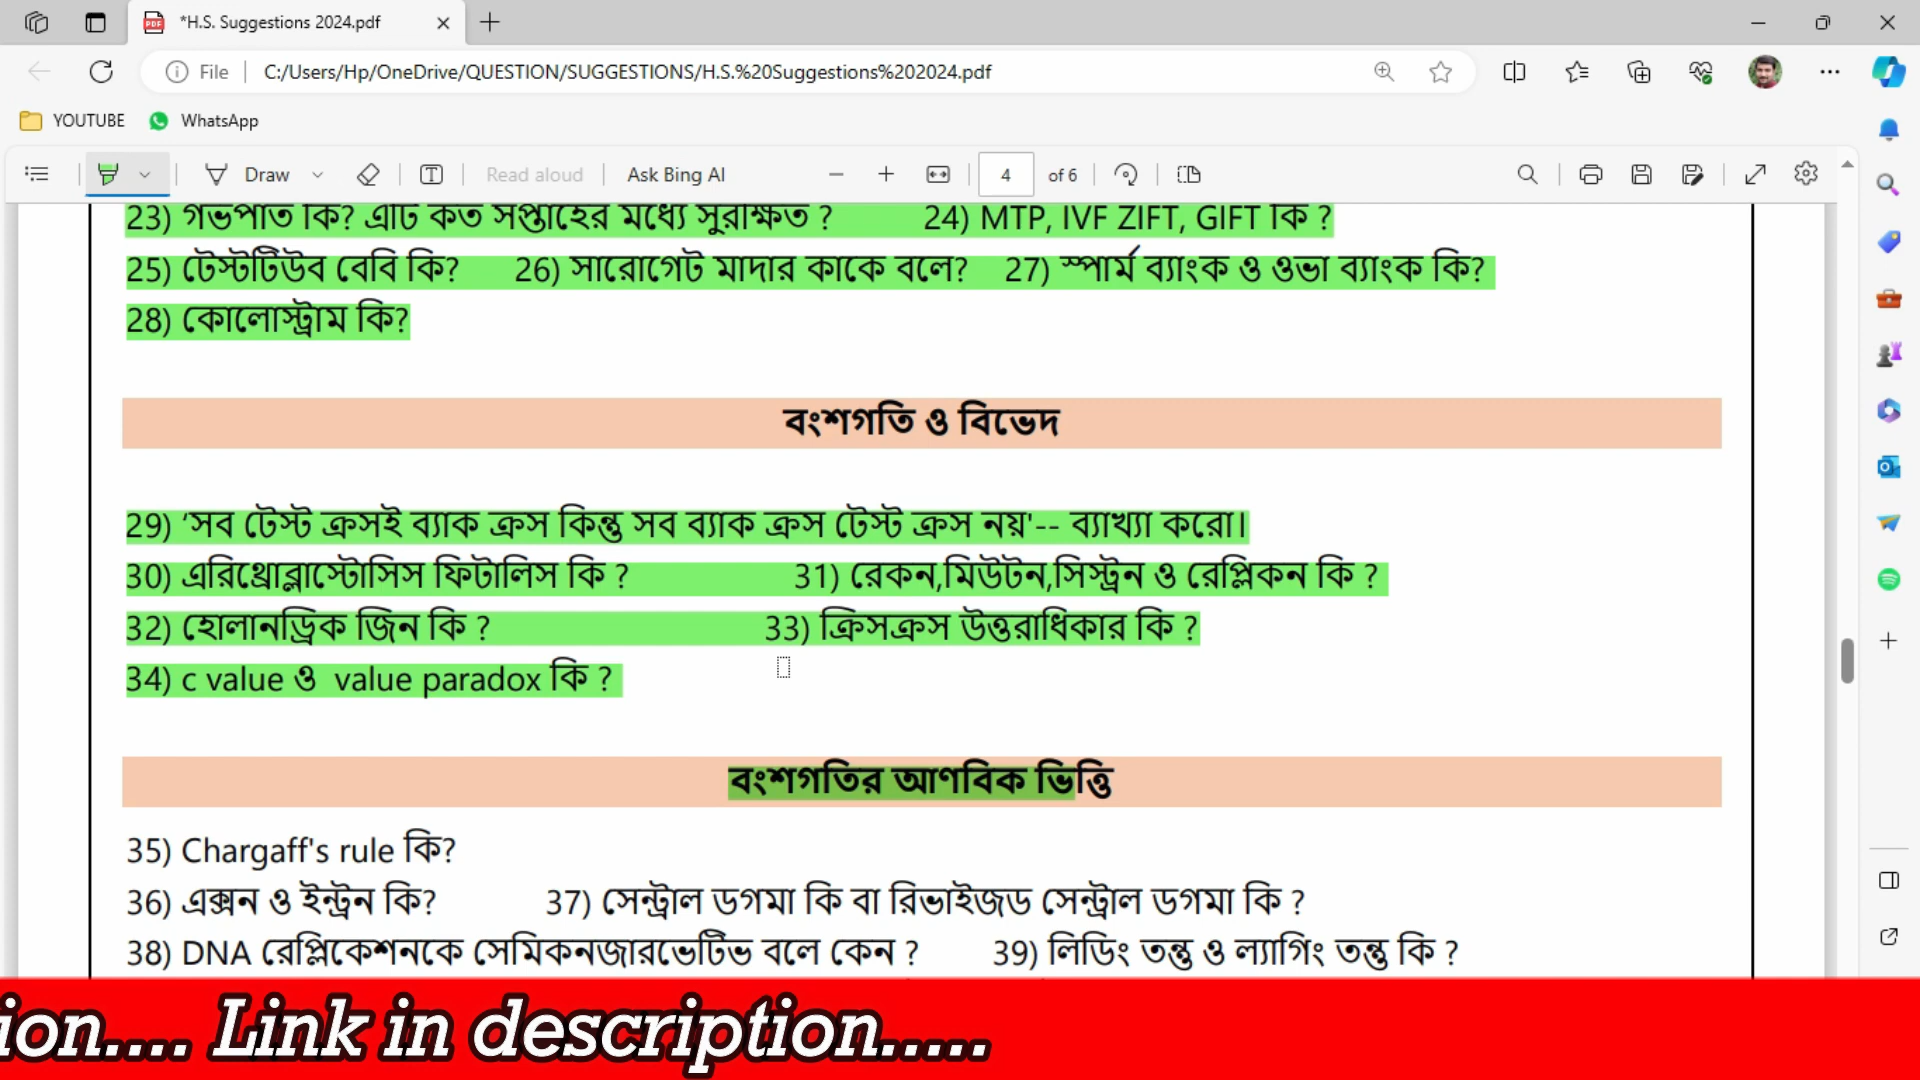 *H.S. Suggestions 2024.pdf
File C:/Users/Hp/OneDrive/QUESTION/SUGGESTIONS/H.S.%20Suggestions%202024.pdf
YOUTUBE WhatsApp
Draw Read aloud Ask Bing AI 4 of 6
23) গর্ভপাত কি? এটি কত সপ্তাহের মধ্যে সুরক্ষিত ? 24) MTP, IVF ZIFT, GIFT কি ?
25) টেস্টটিউব বেবি কি? 26) সারোগেট মাদার কাকে বলে? 27) স্পার্ম ব্যাংক ও ওভা ব্যাংক কি?
28) কোলোস্ট্রাম কি?
বংশগতি ও বিভেদ
29) ‘সব টেস্ট ক্রসই ব্যাক ক্রস কিন্তু সব ব্যাক ক্রস টেস্ট ক্রস নয়'-- ব্যাখ্যা করো।
30) এরিথ্রোব্লাস্টোসিস ফিটালিস কি ? 31) রেকন,মিউটন,সিস্ট্রন ও রেপ্লিকন কি ?
32) হোলানড্রিক জিন কি ? 33) ক্রিসক্রস উত্তরাধিকার কি ?
34) c value ও value paradox কি ?
বংশগতির আণবিক ভিত্তি
35) Chargaff's rule কি?
36) এক্সন ও ইন্ট্রন কি? 37) সেন্ট্রাল ডগমা কি বা রিভাইজড সেন্ট্রাল ডগমা কি ?
38) DNA রেপ্লিকেশনকে সেমিকনজারভেটিভ বলে কেন ? 39) লিডিং তন্তু ও ল্যাগিং তন্তু কি ?
ion.... Link in description.....